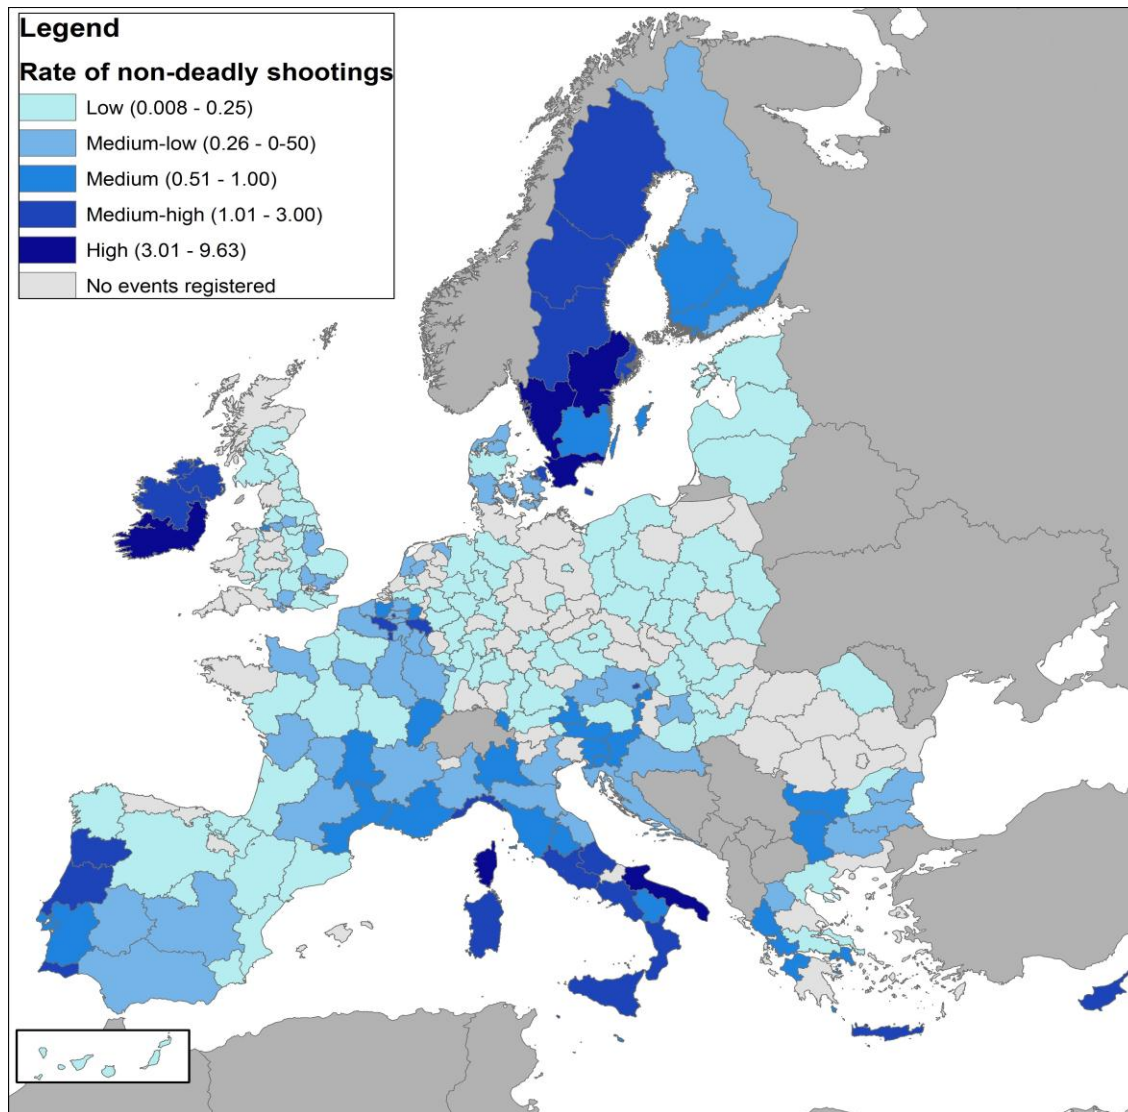 Legend
Rate of non-deadly shootings
Low (0.008 - 0.25)
Medium-low (0.26 - 0-50)
Medium (0.51 - 1.00)
Medium-high (1.01 - 3.00)
High (3.01 - 9.63)
No events registered